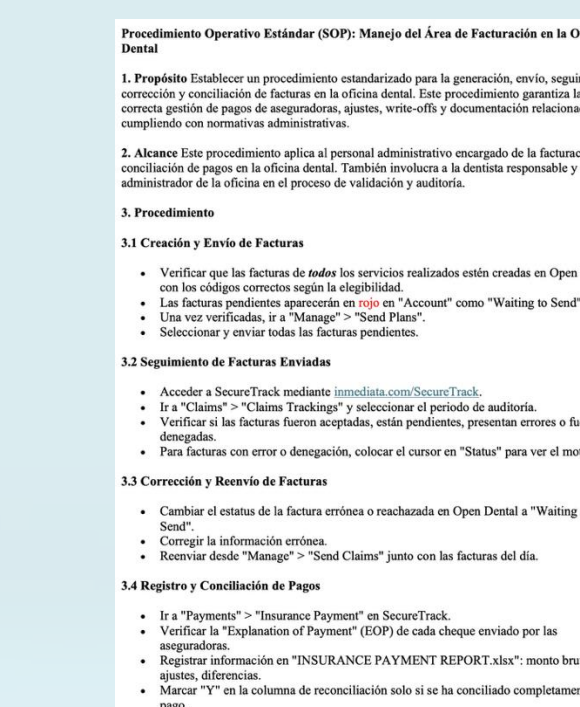 Procedimiento Operativo Estándar (SOP): Manejo del Área de Facturación en la O
Dental
1. Propósito Establecer un procedimiento estandarizado para la generación, envío, segui
corrección y conciliación de facturas en la oficina dental. Este procedimiento garantiza la
correcta gestión de pagos de aseguradoras, ajustes, write-offs y documentación relaciona
cumpliendo con normativas administrativas.
2. Alcance Este procedimiento aplica al personal administrativo encargado de la facturac
conciliación de pagos en la oficina dental. También involucra a la dentista responsable y
administrador de la oficina en el proceso de validación y auditoría.
3. Procedimiento
3.1 Creación y Envío de Facturas
• Verificar que las facturas de todos los servicios realizados estén creadas en Open
con los códigos correctos según la elegibilidad.
• Las facturas pendientes aparecerán en rojo en "Account" como "Waiting to Send"
• Una vez verificadas, ir a "Manage" > "Send Plans".
• Seleccionar y enviar todas las facturas pendientes.
3.2 Seguimiento de Facturas Enviadas
• Acceder a SecureTrack mediante inmediata.com/SecureTrack.
• Ir a "Claims" > "Claims Trackings" y seleccionar el periodo de auditoría.
• Verificar si las facturas fueron aceptadas, están pendientes, presentan errores o fu
denegadas.
• Para facturas con error o denegación, colocar el cursor en "Status" para ver el mo
3.3 Corrección y Reenvío de Facturas
• Cambiar el estatus de la factura errónea o reachazada en Open Dental a "Waiting
Send".
• Corregir la información errónea.
• Reenviar desde "Manage" > "Send Claims" junto con las facturas del día.
3.4 Registro y Conciliación de Pagos
• Ir a "Payments" > "Insurance Payment" en SecureTrack.
• Verificar la "Explanation of Payment" (EOP) de cada cheque enviado por las
aseguradoras.
• Registrar información en "INSURANCE PAYMENT REPORT.xlsx": monto bru
ajustes, diferencias.
• Marcar "Y" en la columna de reconciliación solo si se ha conciliado completamen
pago